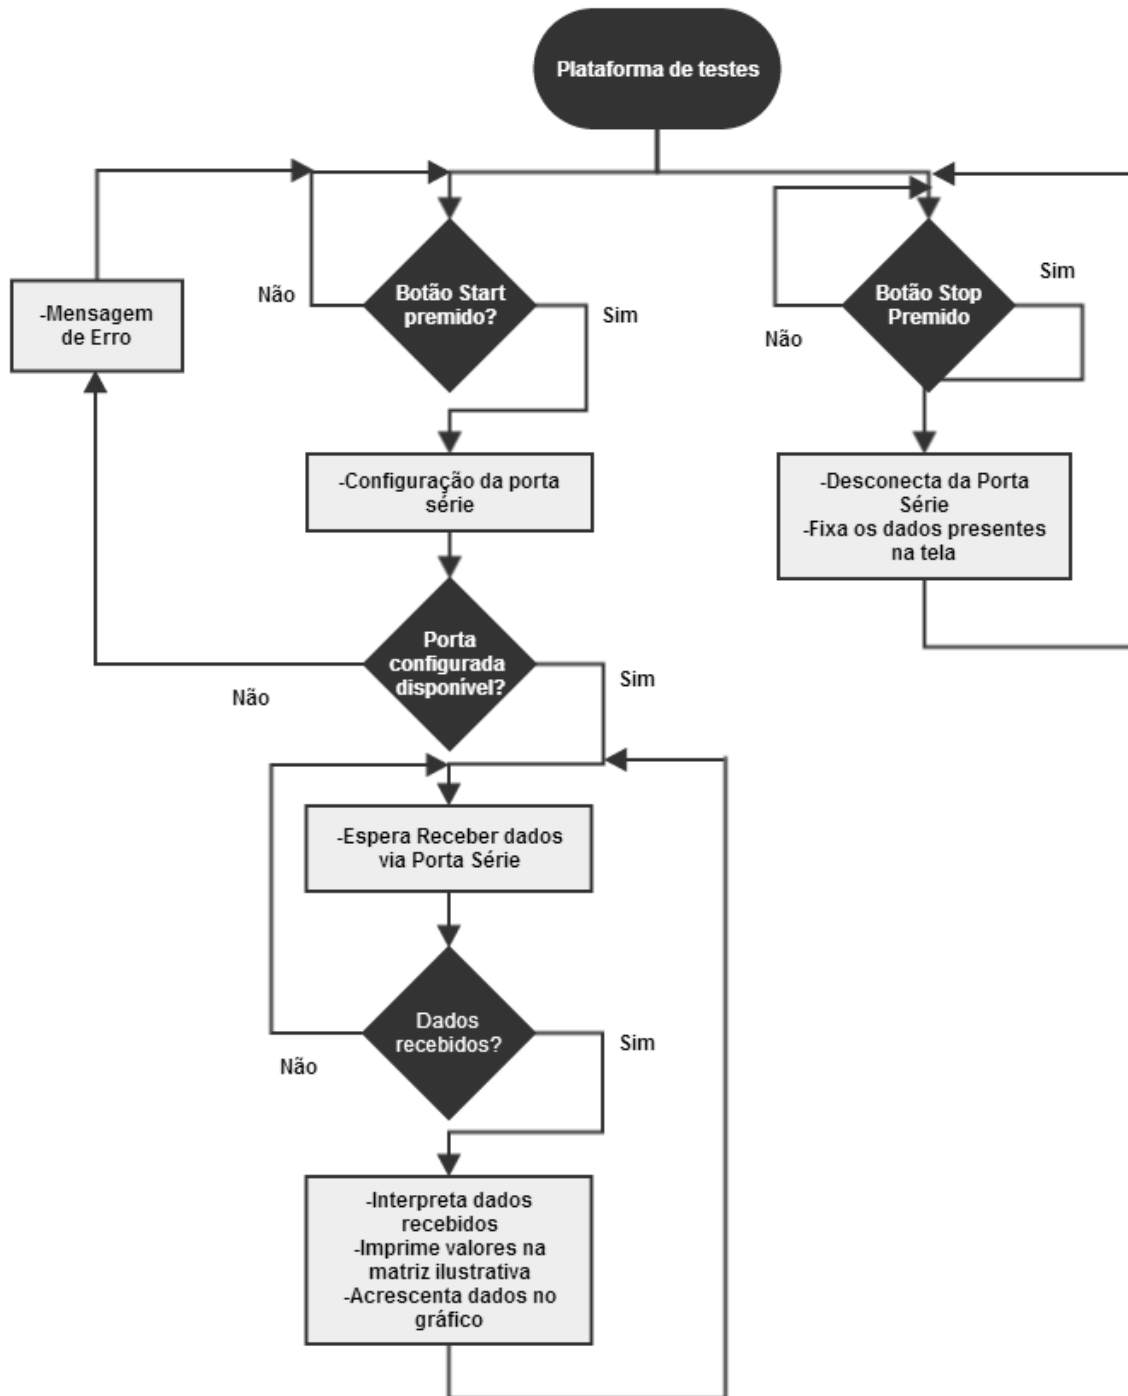 Plataforma de testes
-Mensagem
de Erro
Não
Botão Start
premido?
Sim
Não
Botão Stop
Premido
Sim
-Configuração da porta
série
-Desconecta da Porta
Série
-Fixa os dados presentes
na tela
Não
Porta
configurada
disponível?
Sim
-Espera Receber dados
via Porta Série
Não
Dados
recebidos?
Sim
-Interpreta dados
recebidos
-Imprime valores na
matriz ilustrativa
-Acrescenta dados no
gráfico